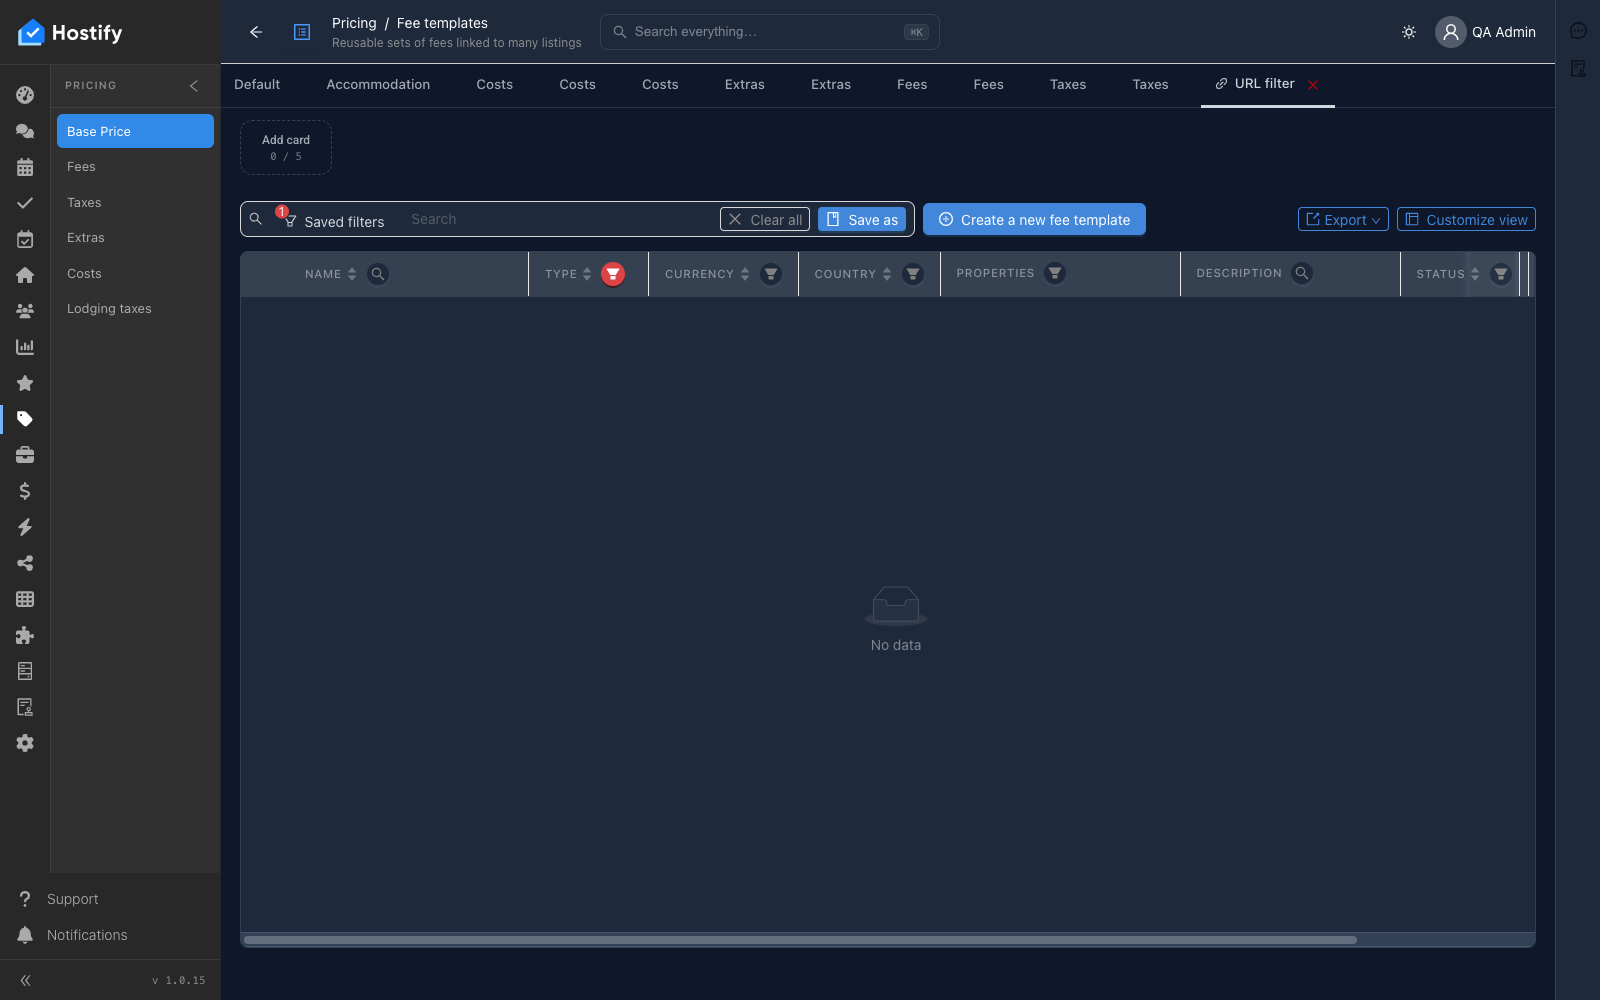 Hostify
Pricing / Fee templates
Reusable sets of fees linked to many listings
Search everything...
⌘K
QA Admin
PRICING
Base Price
Fees
Taxes
Extras
Costs
Lodging taxes
Support
Notifications
v 1.0.15
Default
Accommodation
Costs
Costs
Costs
Extras
Extras
Fees
Fees
Taxes
Taxes
URL filter
Add card
0 / 5
1
Saved filters
Search
Clear all
Save as
Create a new fee template
Export
Customize view
NAME
TYPE
CURRENCY
COUNTRY
PROPERTIES
DESCRIPTION
STATUS
No data